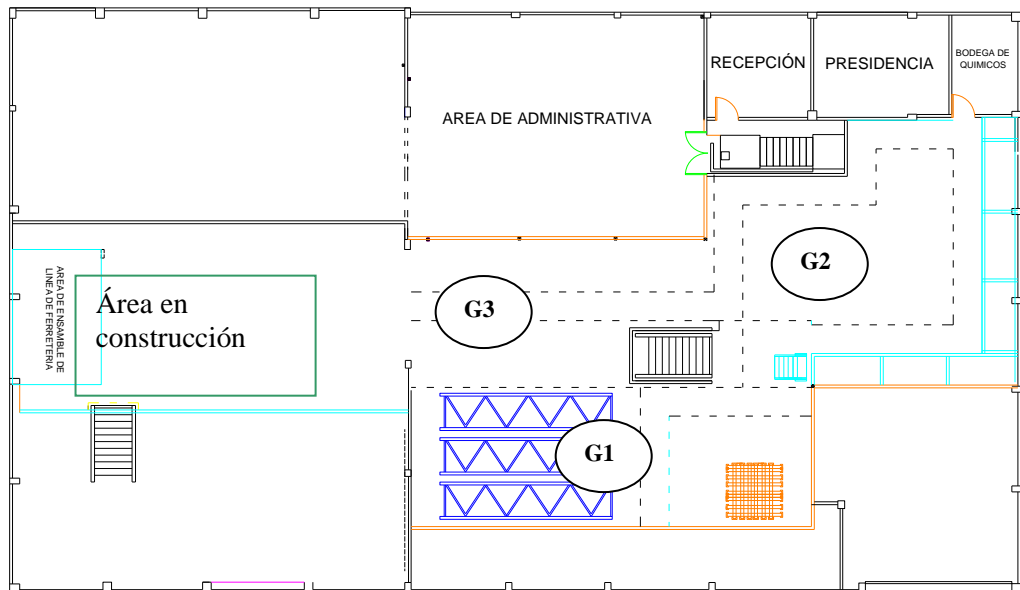 RECEPCIÓN
PRESIDENCIA
BODEGA DE
QUIMICOS
AREA DE ADMINISTRATIVA
G2
AREA DE ENSAMBLE DE
LINEA DE FERRETERIA
Área en
construcción
G3
G1